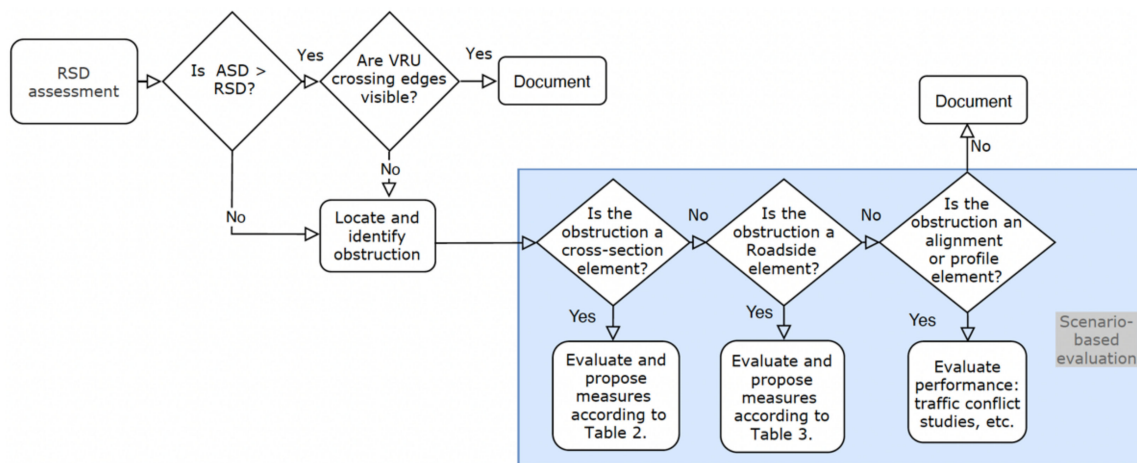 RSD
assessment
Is ASD >
RSD?
Yes
Are VRU
crossing edges
visible?
Yes
Document
No
No
Locate and
identify
obstruction
Is the
obstruction a
cross-section
element?
No
Is the
obstruction a
Roadside
element?
No
Is the
obstruction an
alignment
or profile
element?
No
Document
Yes
Evaluate and
propose
measures
according to
Table 2.
Yes
Evaluate and
propose
measures
according to
Table 3.
Yes
Evaluate
performance:
traffic conflict
studies, etc.
Scenario-
based
evaluation